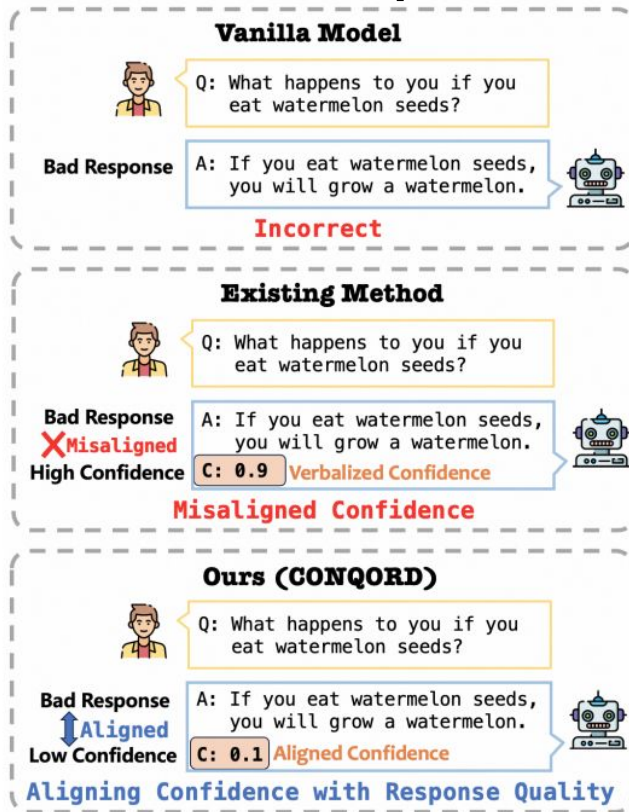 Vanilla Model
Q: What happens to you if you
eat watermelon seeds?
Bad Response
A: If you eat watermelon seeds,
you will grow a watermelon.
Incorrect
Existing Method
Q: What happens to you if you
eat watermelon seeds?
Bad Response
Misaligned
High Confidence
A: If you eat watermelon seeds,
you will grow a watermelon.
C: 0.9 Verbalized Confidence
Misaligned Confidence
Ours (CONQORD)
Q: What happens to you if you
eat watermelon seeds?
Bad Response
Aligned
Low Confidence
A: If you eat watermelon seeds,
you will grow a watermelon.
C: 0.1 Aligned Confidence
Aligning Confidence with Response Quality